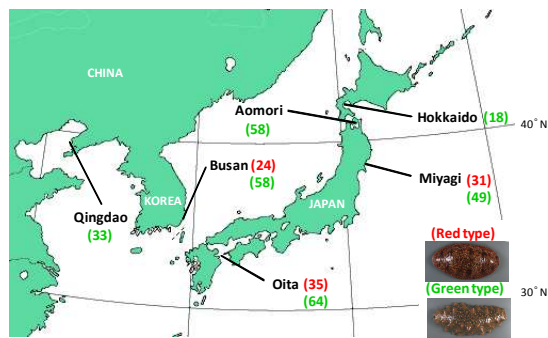 CHINA
Aomori
(58)
Hokkaido (18)
40°N
Busan (24)
(58)
Miyagi (31)
(49)
KOREA
JAPAN
Qingdao
(33)
(Red type)
Oita (35)
(64)
(Green type)
30°N